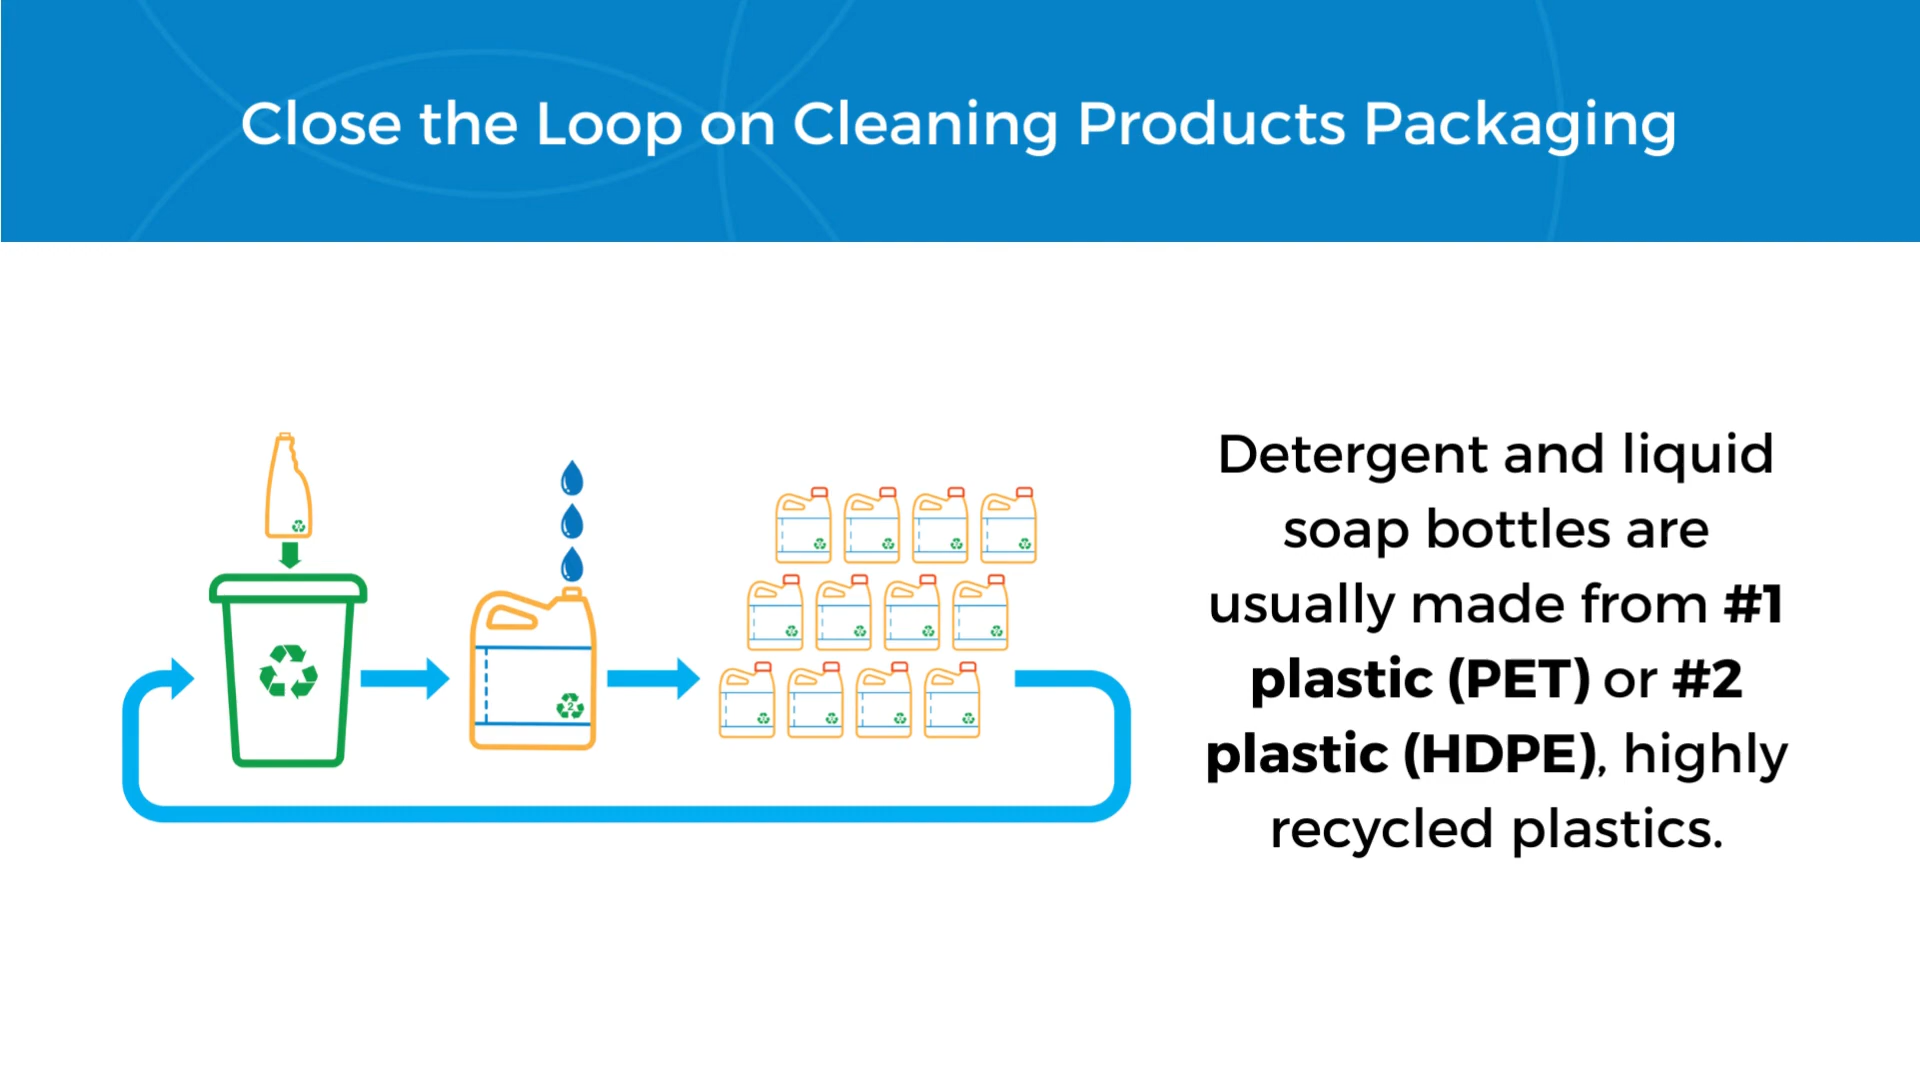 Close the Loop on Cleaning Products Packaging
Detergent and liquid
soap bottles are
usually made from #1
plastic (PET) or #2
plastic (HDPE), highly
recycled plastics.
2